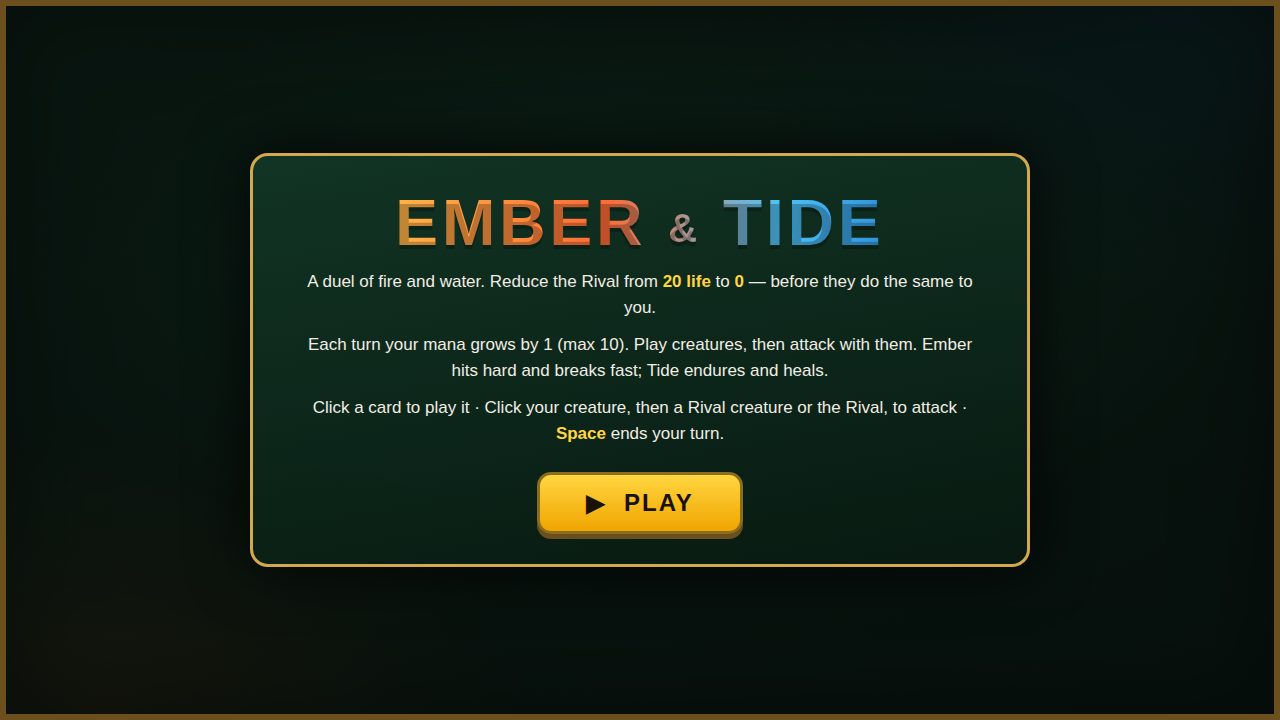 EMBER & TIDE
A duel of fire and water. Reduce the Rival from 20 life to 0 — before they do the same to
you.
Each turn your mana grows by 1 (max 10). Play creatures, then attack with them. Ember
hits hard and breaks fast; Tide endures and heals.
Click a card to play it · Click your creature, then a Rival creature or the Rival, to attack ·
Space ends your turn.
▶ PLAY